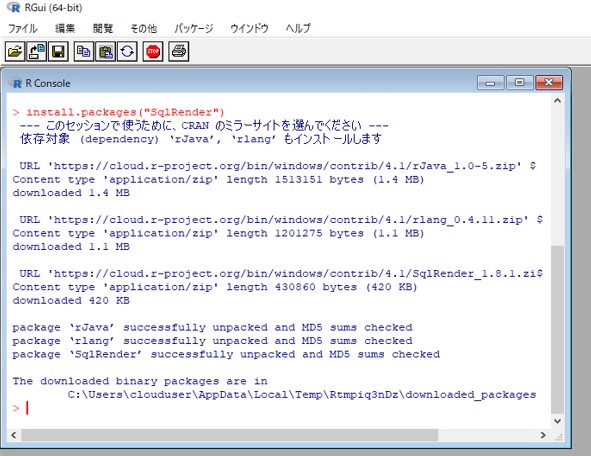 RGui (64-bit)
ファイル 編集 閲覧 その他 パッケージ ウインドウ ヘルプ
STOP
R Console
> install.packages("SqlRender")
--- このセッションで使うために、CRAN のミラーサイトを選んでください ---
依存対象 (dependency) ‘rJava’, ‘rlang’ もインストールします
URL 'https://cloud.r-project.org/bin/windows/contrib/4.1/rJava_1.0-5.zip' $
Content type 'application/zip' length 1513151 bytes (1.4 MB)
downloaded 1.4 MB
URL 'https://cloud.r-project.org/bin/windows/contrib/4.1/rlang_0.4.11.zip' $
Content type 'application/zip' length 1201275 bytes (1.1 MB)
downloaded 1.1 MB
URL 'https://cloud.r-project.org/bin/windows/contrib/4.1/SqlRender_1.8.1.zi$
Content type 'application/zip' length 430860 bytes (420 KB)
downloaded 420 KB
package ‘rJava’ successfully unpacked and MD5 sums checked
package ‘rlang’ successfully unpacked and MD5 sums checked
package ‘SqlRender’ successfully unpacked and MD5 sums checked
The downloaded binary packages are in
C:\Users\clouduser\AppData\Local\Temp\Rtmpiq3nDz\downloaded_packages
>